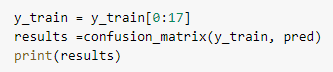 y_train = y_train[0:17]
results =confusion_matrix(y_train, pred)
print(results)